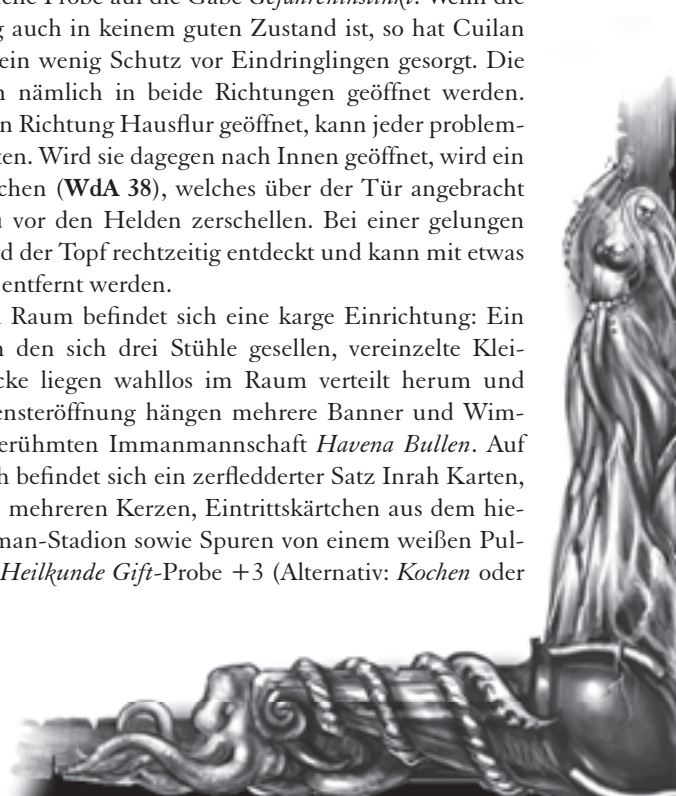 che Probe auf die Gabe Gefahreninstinkt. Wenn die
auch in keinem guten Zustand ist, so hat Cuilan
ein wenig Schutz vor Eindringlingen gesorgt. Die
nämlich in beide Richtungen geöffnet werden.
n Richtung Hausflur geöffnet, kann jeder problem-
ten. Wird sie dagegen nach Innen geöffnet, wird ein
chen (WdA 38), welches über der Tür angebracht
vor den Helden zerschellen. Bei einer gelungen
d der Topf rechtzeitig entdeckt und kann mit etwas
entfernt werden.
Raum befindet sich eine karge Einrichtung: Ein
den sich drei Stühle gesellen, vereinzelte Klei-
cke liegen wahllos im Raum verteilt herum und
ensteröffnung hängen mehrere Banner und Wim-
erühmten Immanmannschaft Havena Bullen. Auf
h befindet sich ein zerfledderter Satz Inrah Karten,
mehreren Kerzen, Eintrittskärtchen aus dem hie-
man-Stadion sowie Spuren von einem weißen Pul-
Heilkunde Gift-Probe +3 (Alternativ: Kochen oder